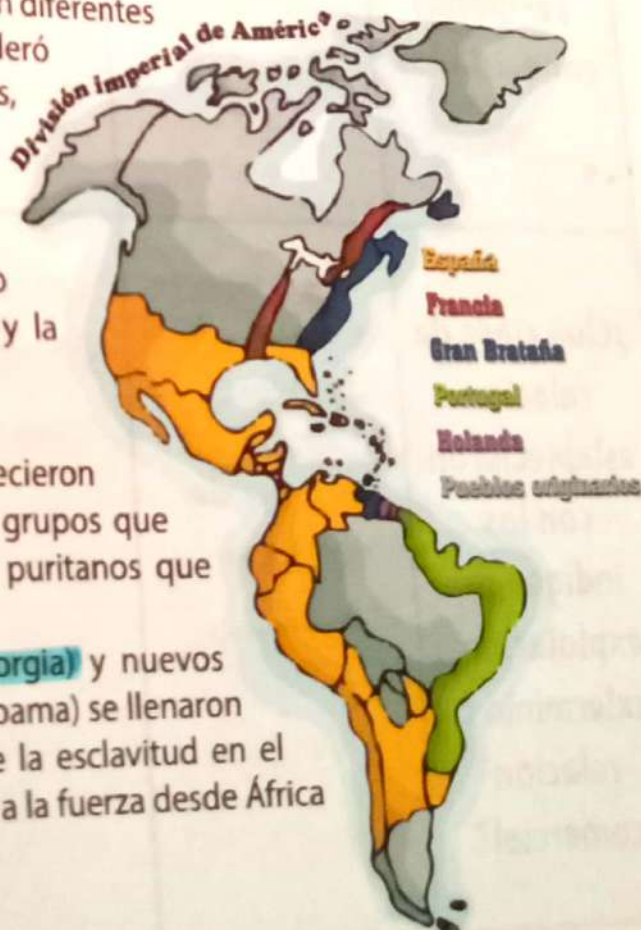 diferentes
deró
División imperial de América
y la
ecieron
grupos que
puritanos que
orgia) y nuevos
bama) se llenaron
e la esclavitud en el
a la fuerza desde África
España
Francia
Gran Brataña
Portugal
Holanda
Pueblos originarios